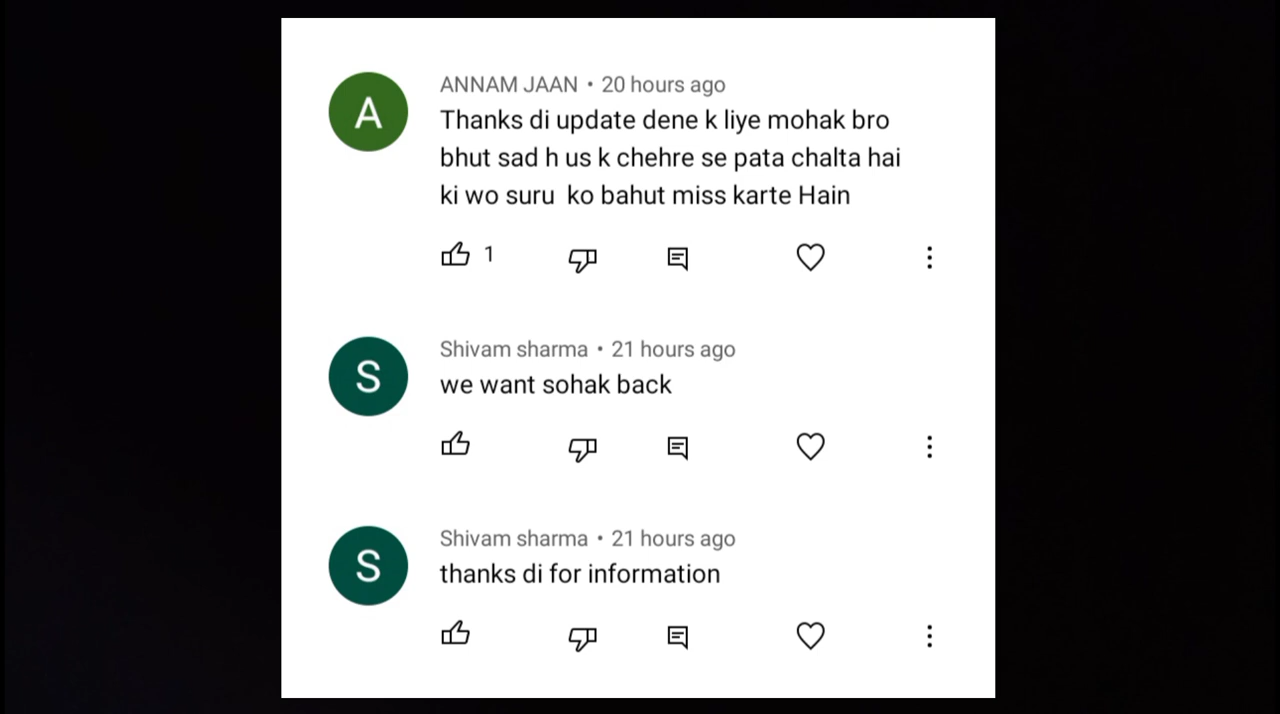 A
ANNAM JAAN • 20 hours ago
Thanks di update dene k liye mohak bro
bhut sad h us k chehre se pata chalta hai
ki wo suru ko bahut miss karte Hain
1
S
Shivam sharma • 21 hours ago
we want sohak back
S
Shivam sharma • 21 hours ago
thanks di for information